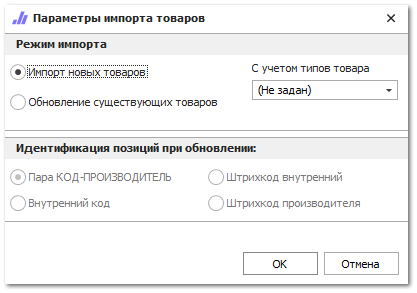 Параметры импорта товаров
Режим импорта
Импорт новых товаров
С учетом типов товара
(Не задан)
Обновление существующих товаров
Идентификация позиций при обновлении:
Пара КОД-ПРОИЗВОДИТЕЛЬ
Штрихкод внутренний
Внутренний код
Штрихкод производителя
OK
Отмена